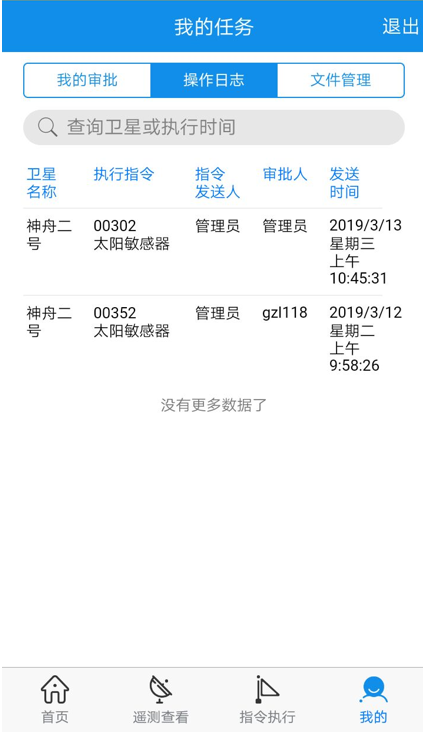 我的任务
退出
我的审批 操作日志 文件管理
查询卫星或执行时间
卫星 执行指令 指令 审批人 发送
名称 发送人 时间
神舟二 00302 管理员 管理员 2019/3/13
号 太阳敏感器 星期三
上午
10:45:31
神舟二 00352 管理员 gzl118 2019/3/12
号 太阳敏感器 星期二
上午
9:58:26
没有更多数据了
首页 遥测查看 指令执行 我的